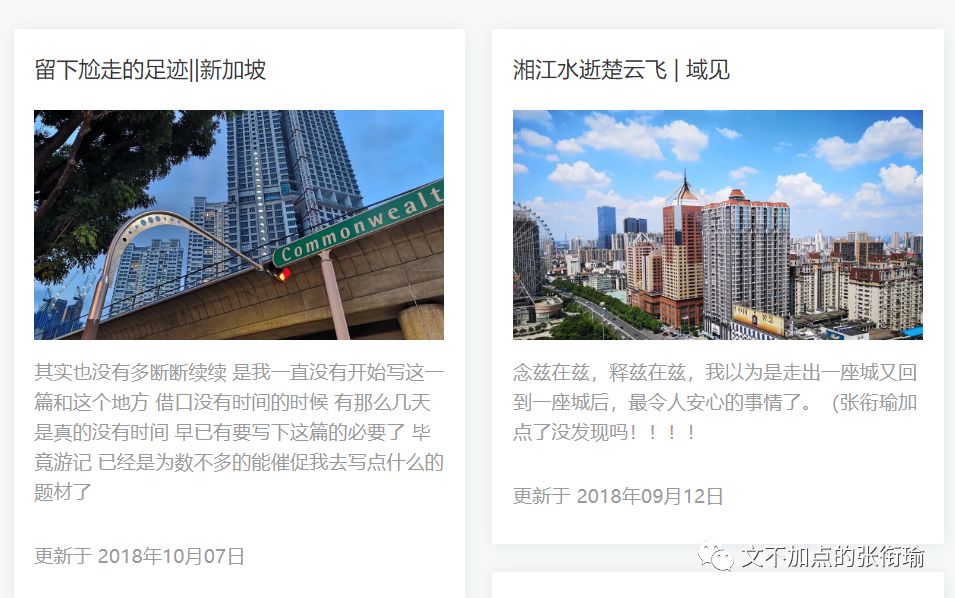 留下尬走的足迹||新加坡
Commonwealt
其实也没有多断断续续 是我一直没有开始写这一
篇和这个地方 借口没有时间的时候 有那么几天
是真的没有时间 早已有要写下这篇的必要了 毕
竟游记 已经是为数不多的能催促我去写点什么的
题材了
更新于 2018年10月07日
湘江水逝楚云飞 | 域见
念兹在兹，释兹在兹，我以为是走出一座城又回
到一座城后，最令人安心的事情了。（张衔瑜加
点了没发现吗！！！！
更新于 2018年09月12日
文不加点的张衔瑜